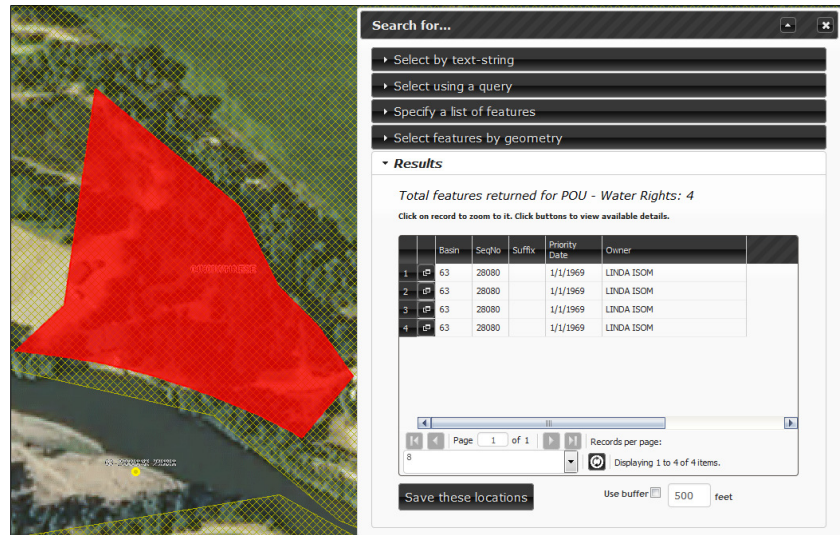 Search for...
Select by text-string
Select using a query
Specify a list of features
Select features by geometry
Results
Total features returned for POU - Water Rights: 4
Click on record to zoom to it. Click buttons to view available details.
Basin SeqNo Suffix Priority Date Owner
1 63 28080 1/1/1969 LINDA ISOM
2 63 28080 1/1/1969 LINDA ISOM
3 63 28080 1/1/1969 LINDA ISOM
4 63 28080 1/1/1969 LINDA ISOM
Page 1 of 1 Records per page:
8 Displaying 1 to 4 of 4 items.
Save these locations Use buffer 500 feet